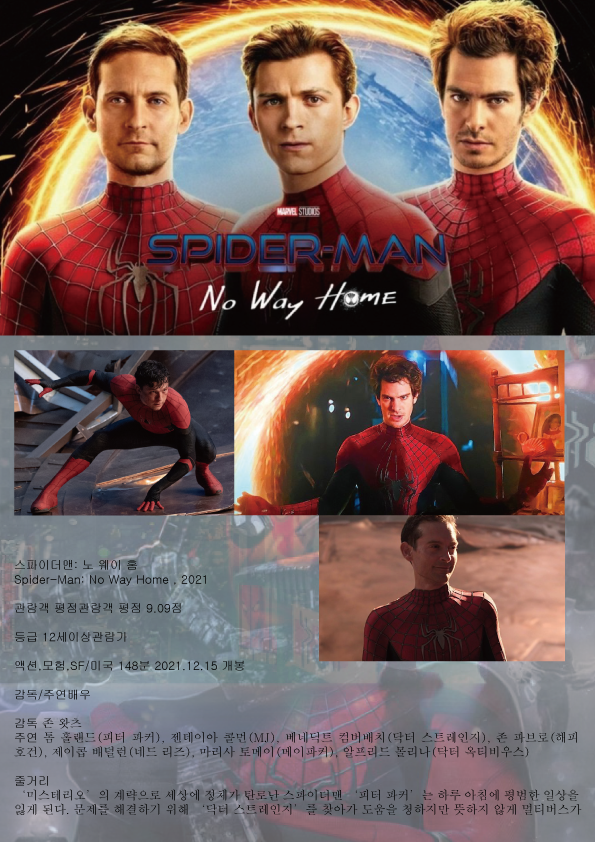 MARVEL STUDIOS
SPIDER-MAN
No Way Home
스파이더맨: 노 웨이 홈
Spider-Man: No Way Home , 2021
관람객 평점관람객 평점 9.09점
등급 12세이상관람가
액션,모험,SF/미국 148분 2021.12.15 개봉
감독/주연배우
감독 존 왓츠
주연 톰 홀랜드(피터 파커), 젠데이아 콜먼(MJ), 베네딕트 컴버배치(닥터 스트레인지), 존 파브로(해피
호건), 제이콥 배덜런(네드 리즈), 마리사 토메이(메이파커), 알프리드 몰리나(닥터 옥티비우스)
줄거리
‘미스테리오’의 계략으로 세상에 정체가 탄로난 스파이더맨 ‘피터 파커’는 하루 아침에 평범한 일상을
잃게 된다. 문제를 해결하기 위해 ‘닥터 스트레인지’를 찾아가 도움을 청하지만 뜻하지 않게 멀티버스가